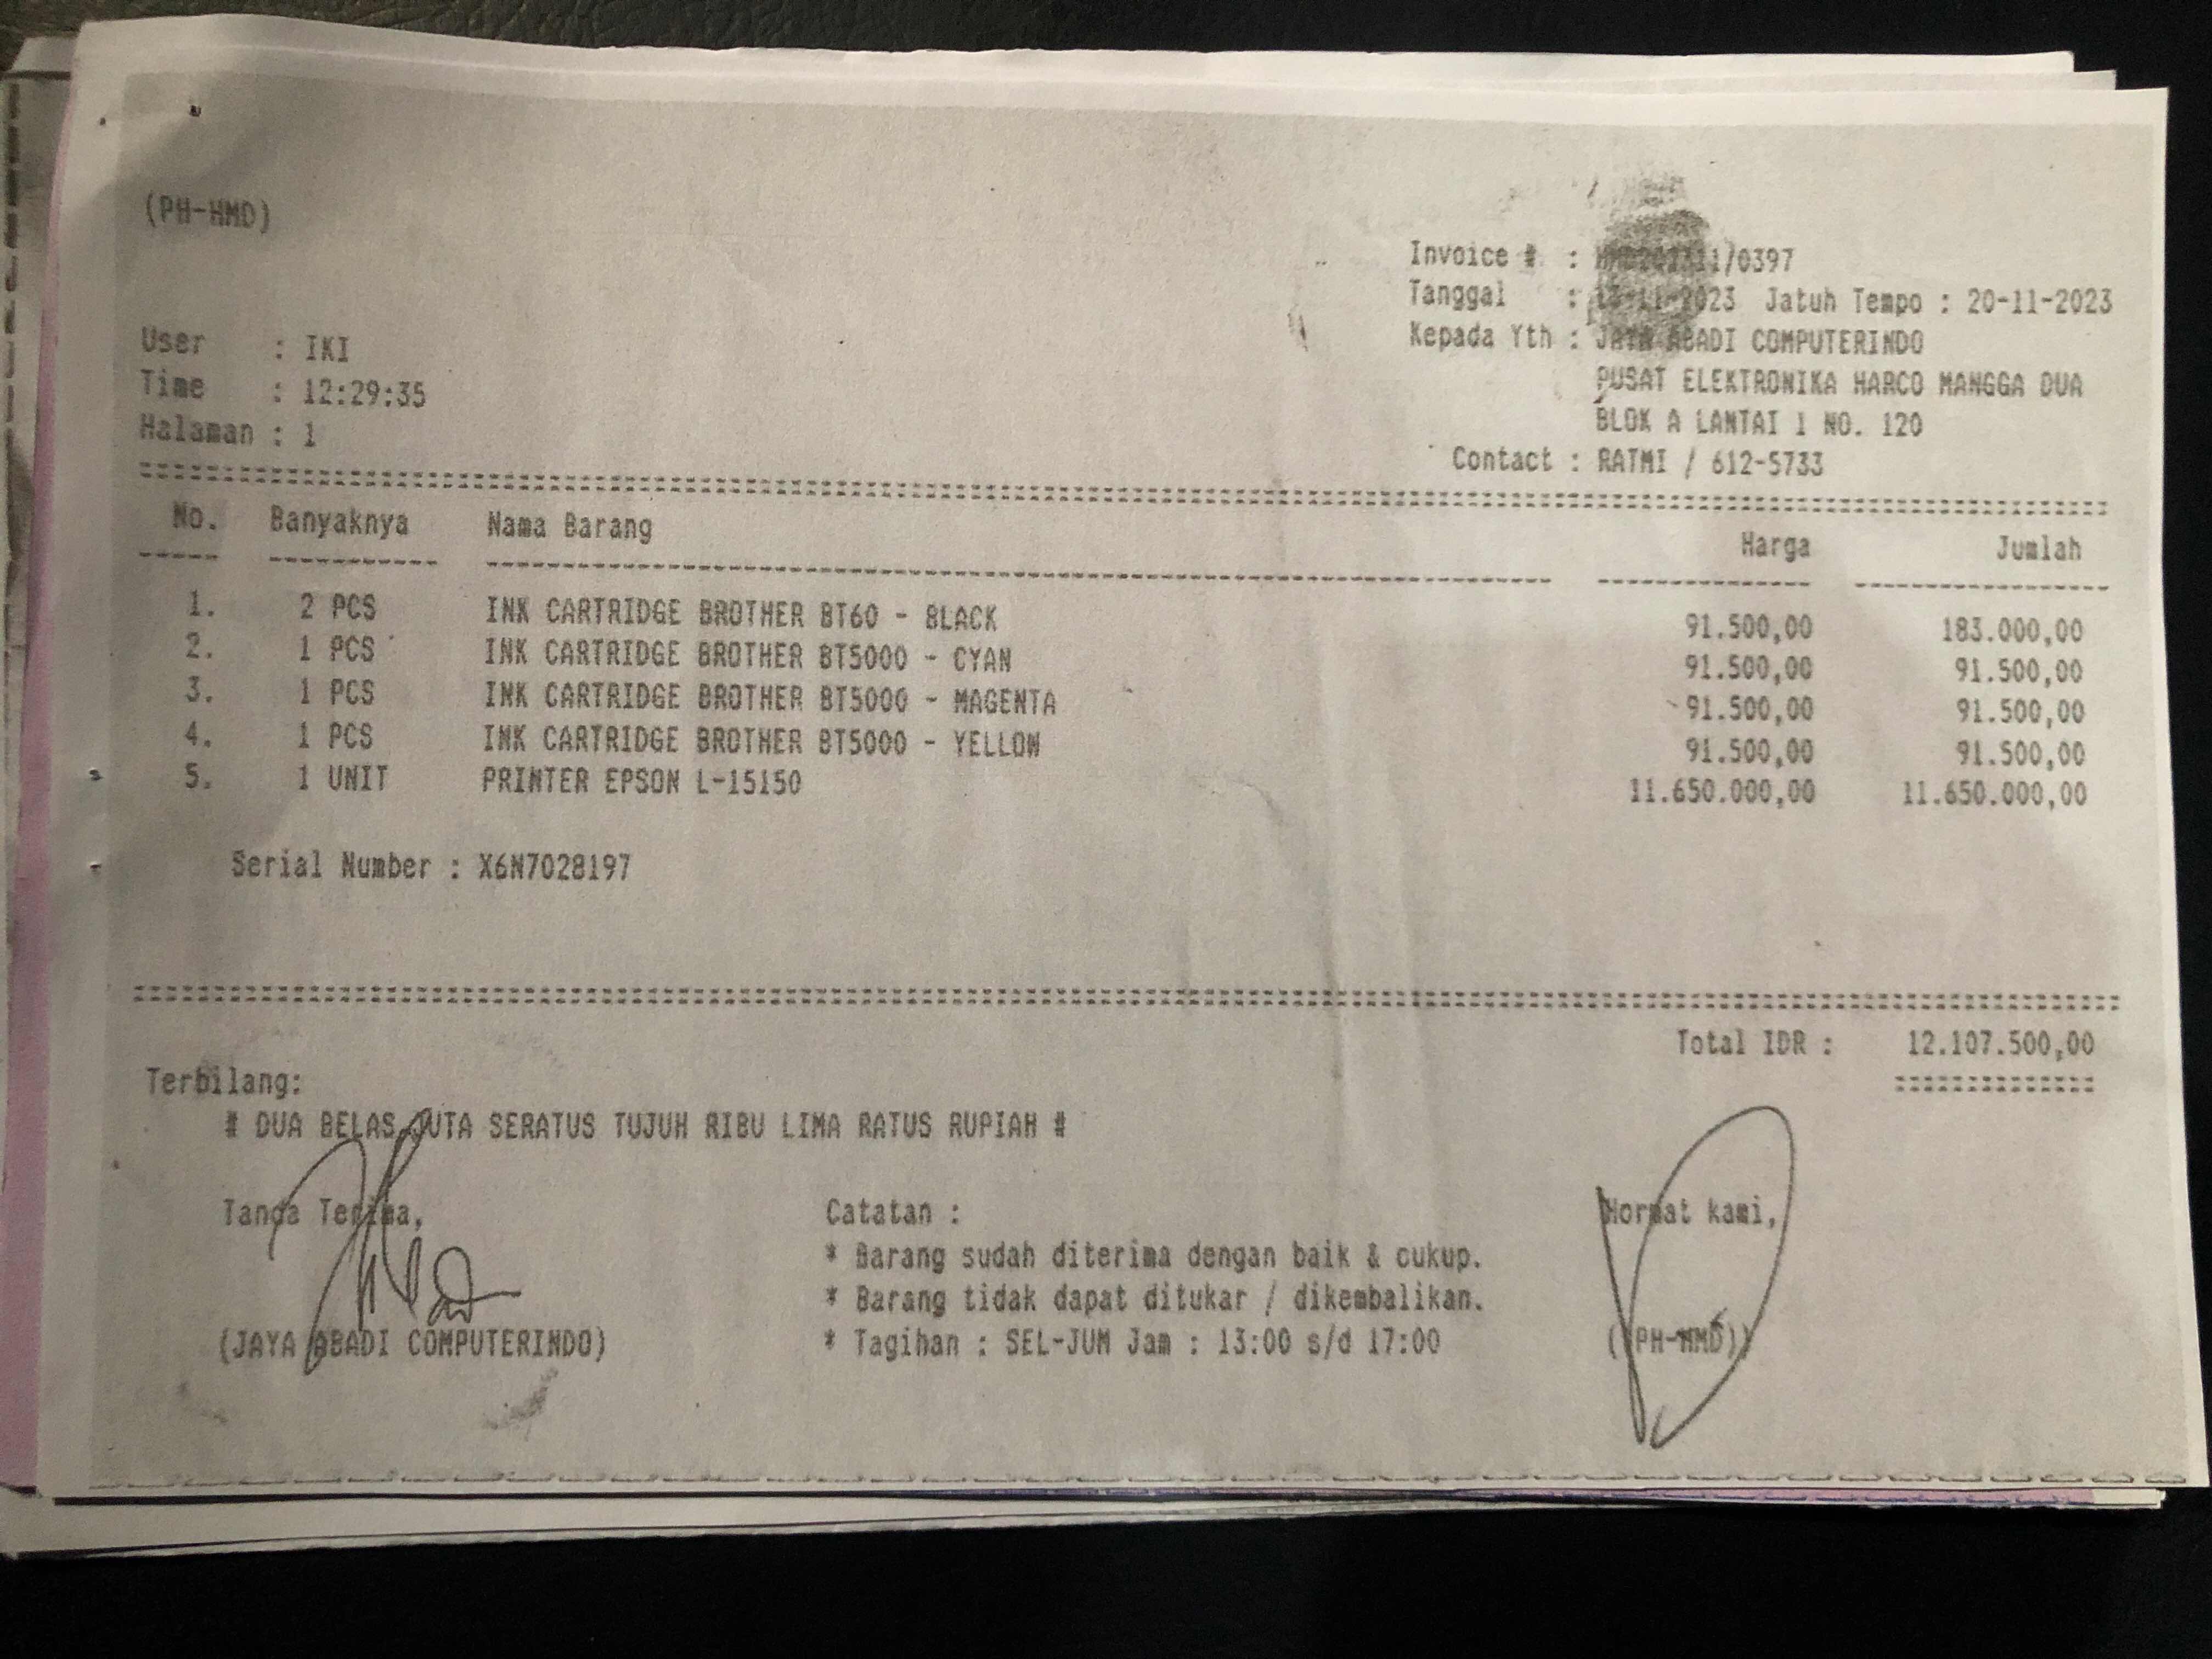 (PH-HMD)
Invoice # : /0397
Tanggal : Jatuh Tempo : 20-11-2023
Kepada Yth : JAYA ABADI COMPUTERINDO
PUSAT ELEKTRONIKA HARCO MANGGA DUA
BLOK A LANTAI 1 NO. 120
Contact : RATMI / 612-5733
User : IKI
Time : 12:29:35
Halaman : 1
No. Banyaknya Nama Barang Harga Jumlah
1. 2 PCS INK CARTRIDGE BROTHER BT60 - BLACK 91.500,00 183.000,00
2. 1 PCS INK CARTRIDGE BROTHER BT5000 - CYAN 91.500,00 91.500,00
3. 1 PCS INK CARTRIDGE BROTHER BT5000 - MAGENTA 91.500,00 91.500,00
4. 1 PCS INK CARTRIDGE BROTHER BT5000 - YELLOW 91.500,00 91.500,00
5. 1 UNIT PRINTER EPSON L-15150 11.650.000,00 11.650.000,00
Serial Number : X6N7028197
Total IDR : 12.107.500,00
Terbilang:
# DUA BELAS JUTA SERATUS TUJUH RIBU LIMA RATUS RUPIAH #
Tanda Terima, Catatan : Hormat kami,
* Barang sudah diterima dengan baik & cukup.
* Barang tidak dapat ditukar / dikembalikan.
(JAYA ABADI COMPUTERINDO) * Tagihan : SEL-JUM Jam : 13:00 s/d 17:00 ((PH-HMD))